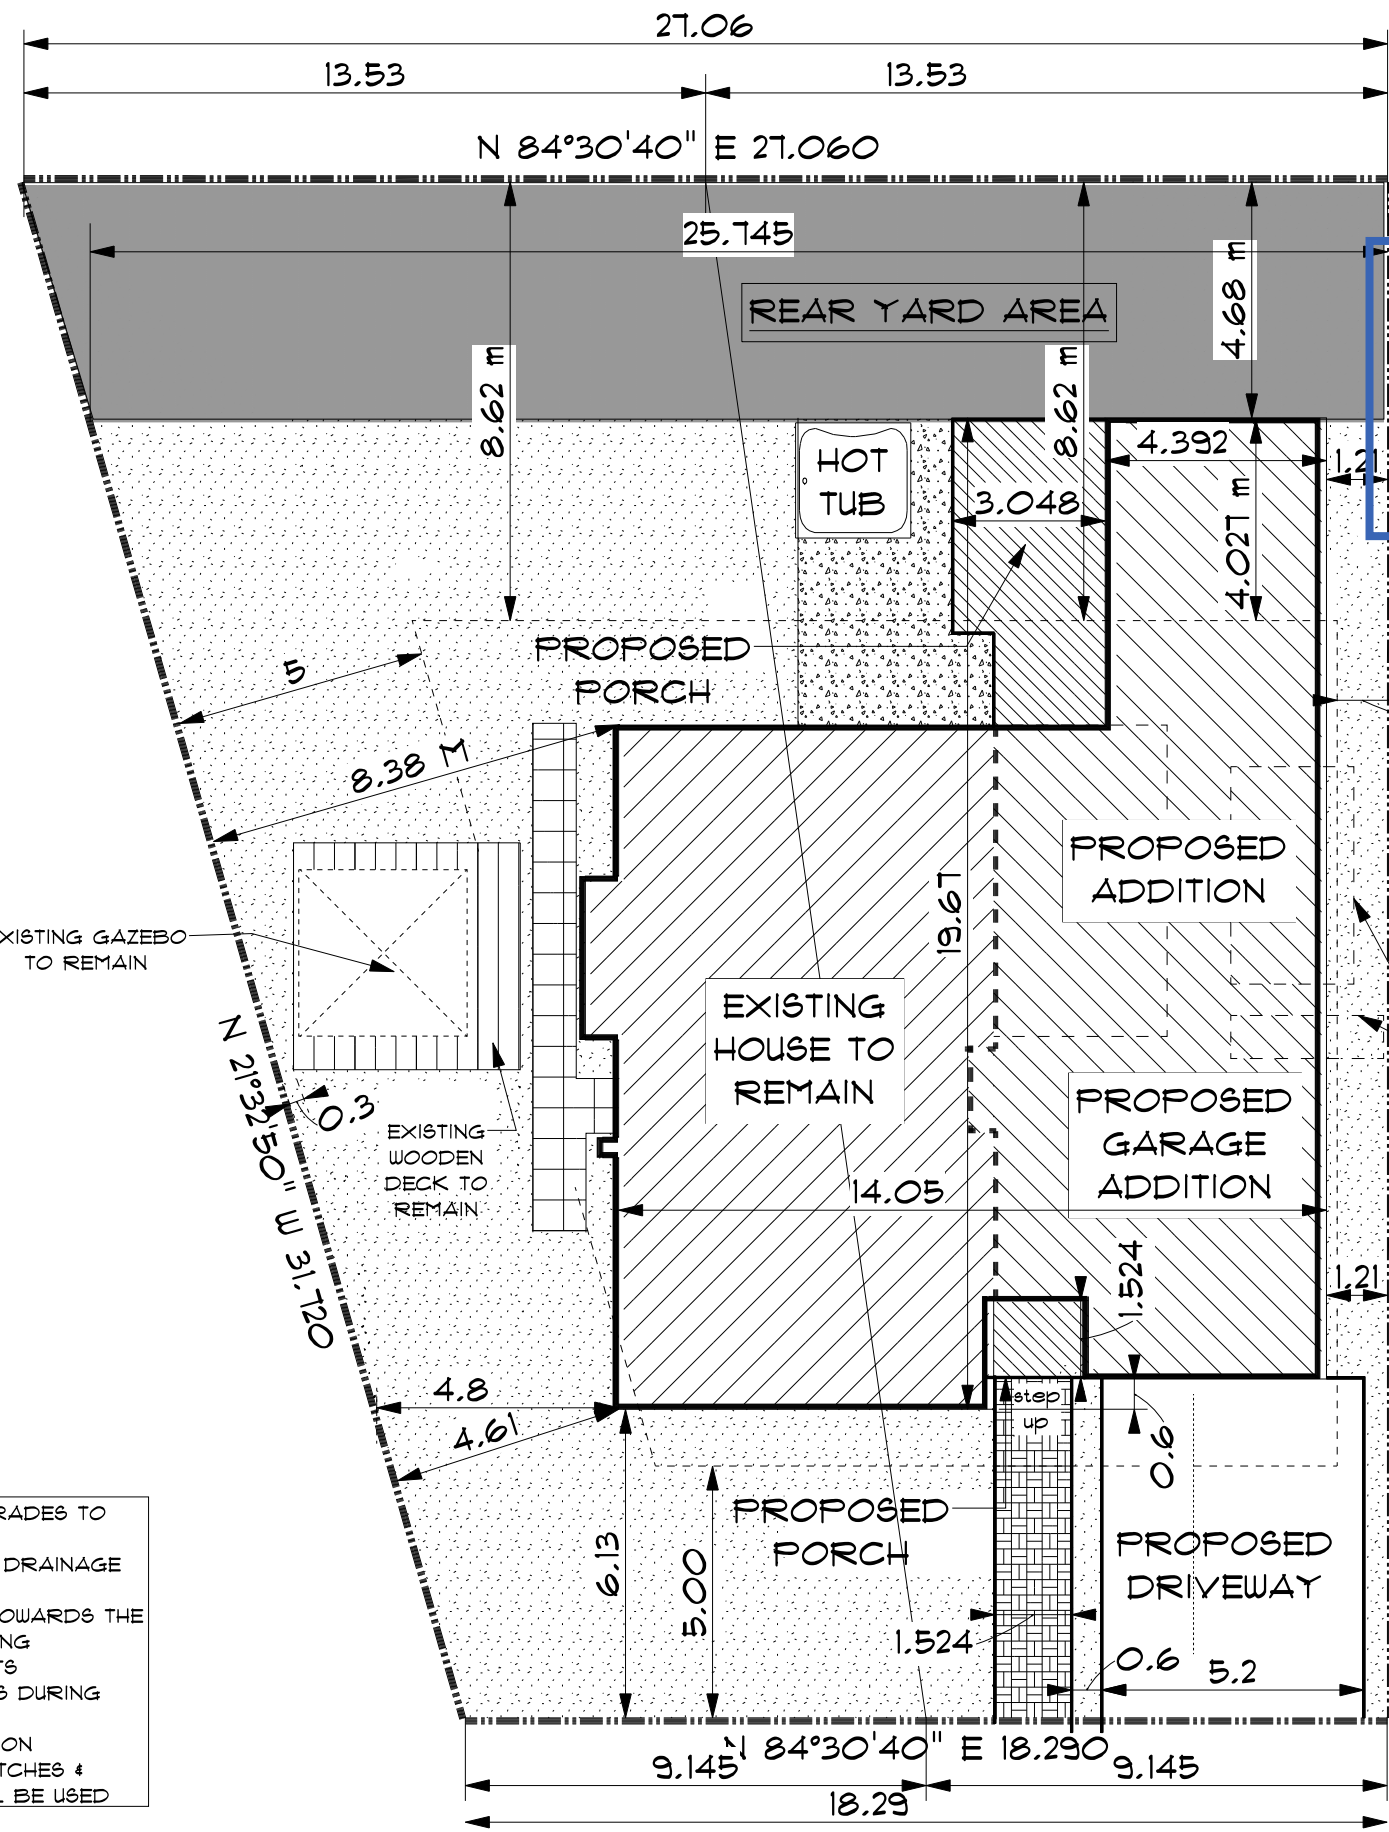 27.06
13.53
13.53
N 84°30'40" E 27.060
25.745
REAR YARD AREA
4.68 m
8.62 m
8.62 m
4.392
1.21
HOT
TUB
3.048
4.027 m
PROPOSED
PORCH
5
8.38 M
PROPOSED
ADDITION
19.67
XISTING GAZEBO
TO REMAIN
EXISTING
HOUSE TO
REMAIN
N 21°32'50" W 31.720
0.3
EXISTING
WOODEN
DECK TO
REMAIN
PROPOSED
GARAGE
ADDITION
14.05
1.524
1.21
4.8
4.61
step
up
0.6
RADES TO
DRAINAGE
OWARDS THE
NG
TS
S DURING
ON
TCHES &
L BE USED
6.13
5.00
PROPOSED
PORCH
PROPOSED
DRIVEWAY
1.524
0.6
5.2
N 84°30'40" E 18.290
9.145
9.145
18.29